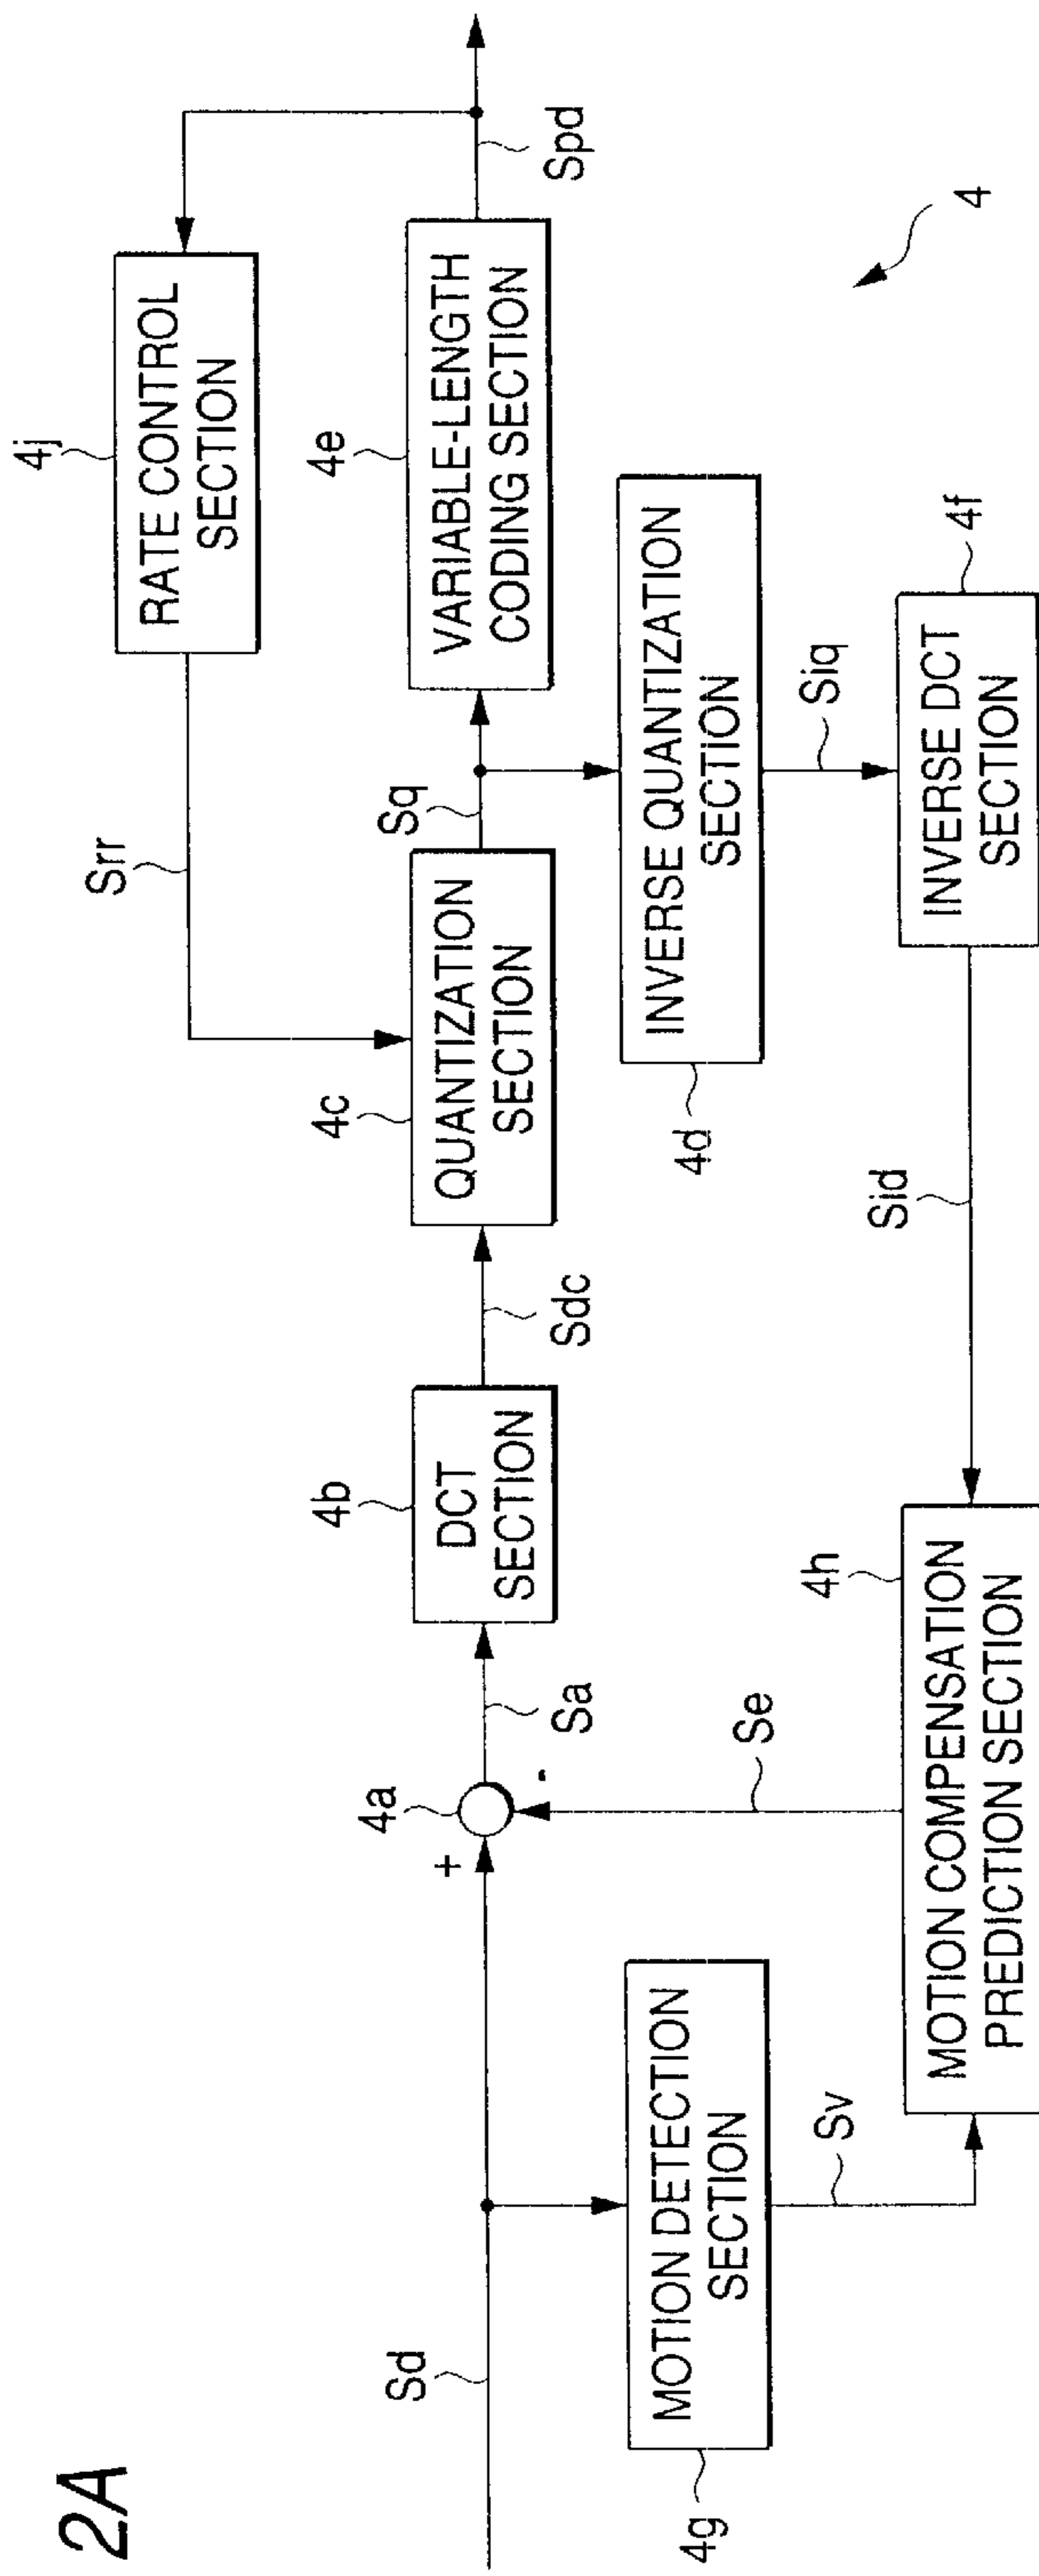 2A
4j
RATE CONTROL
SECTION
Srr
Sd
+
4a
-
Sa
4b
DCT
SECTION
Sdc
4c
QUANTIZATION
SECTION
Sq
4e
VARIABLE-LENGTH
CODING SECTION
Spd
4g
MOTION DETECTION
SECTION
Sv
Se
4d
INVERSE QUANTIZATION
SECTION
Siq
4
4h
MOTION COMPENSATION
PREDICTION SECTION
Sid
INVERSE DCT
SECTION
4f